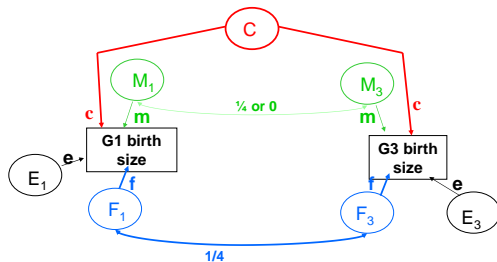 C
M1
M3
¼ or 0
c
m
m
c
G1 birth
size
G3 birth
size
e
f
f
e
E1
F1
F3
E3
1/4